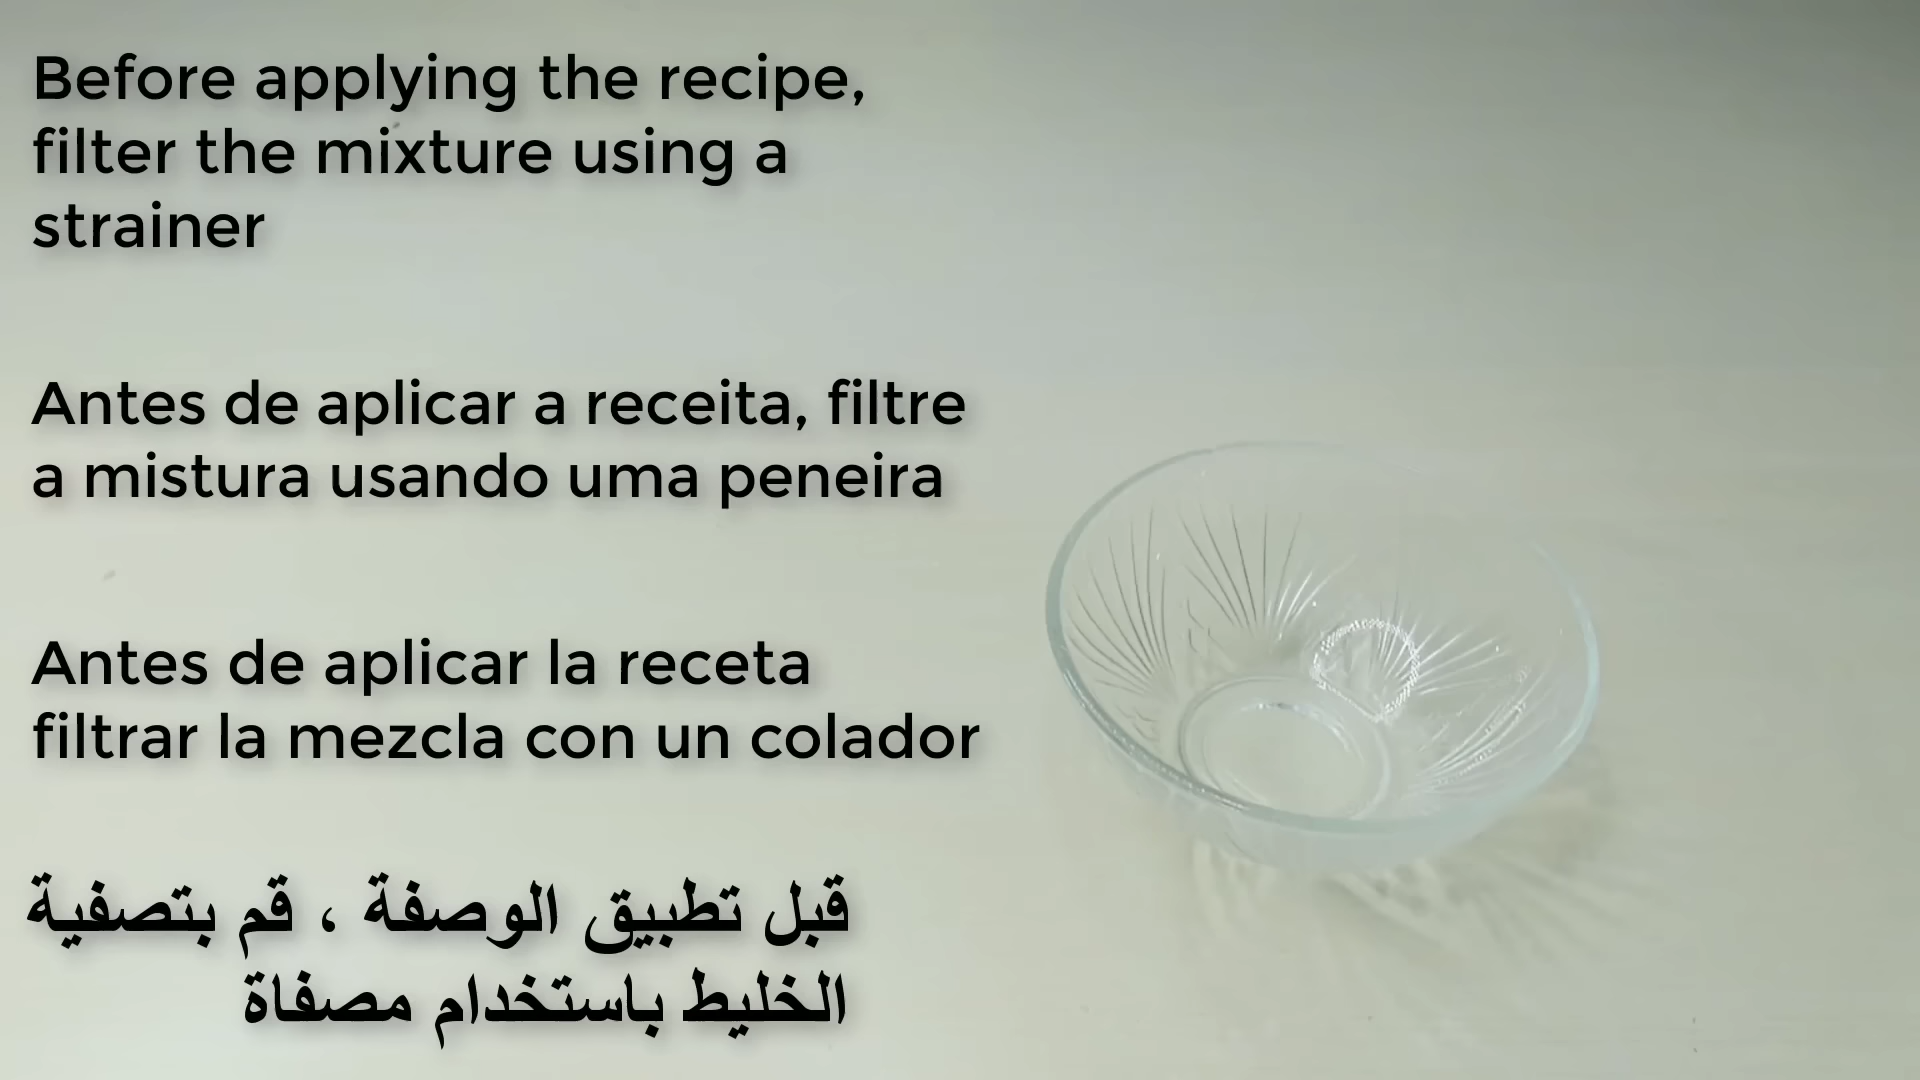 Before applying the recipe,
filter the mixture using a
strainer
Antes de aplicar a receita, filtre
a mistura usando uma peneira
Antes de aplicar la receta
filtrar la mezcla con un colador
قبل تطبيق الوصفة ، قم بتصفية
الخليط باستخدام مصفاة